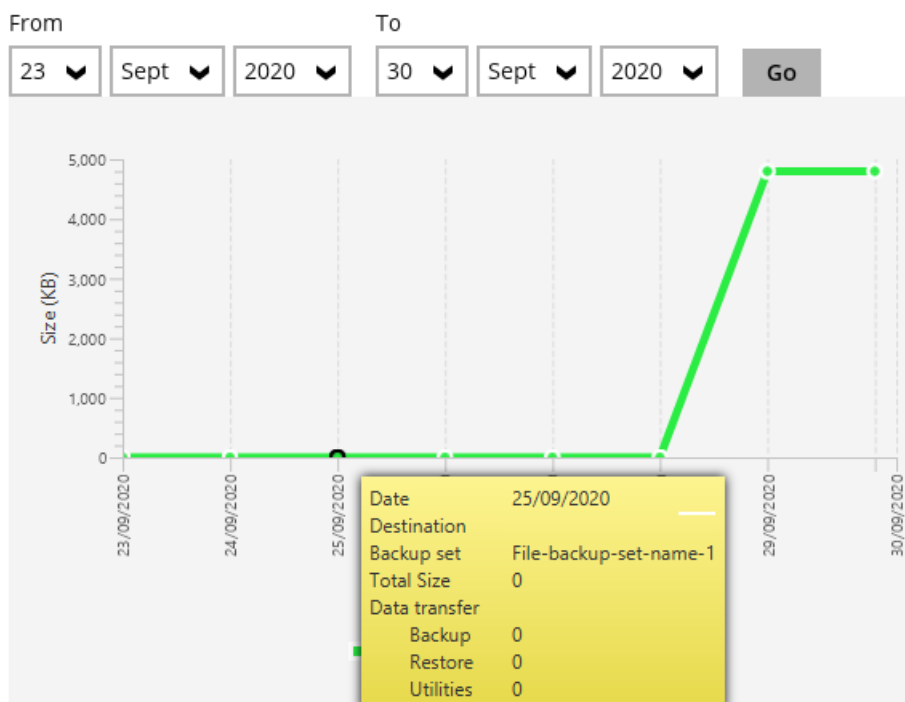 From To
23 Sept 2020 30 Sept 2020 Go
5,000
4,000
3,000
2,000
1,000
0
Size (KB)
23/09/2020
24/09/2020
25/09/2020
29/09/2020
30/09/2020
Date 25/09/2020
Destination
Backup set File-backup-set-name-1
Total Size 0
Data transfer
Backup 0
Restore 0
Utilities 0